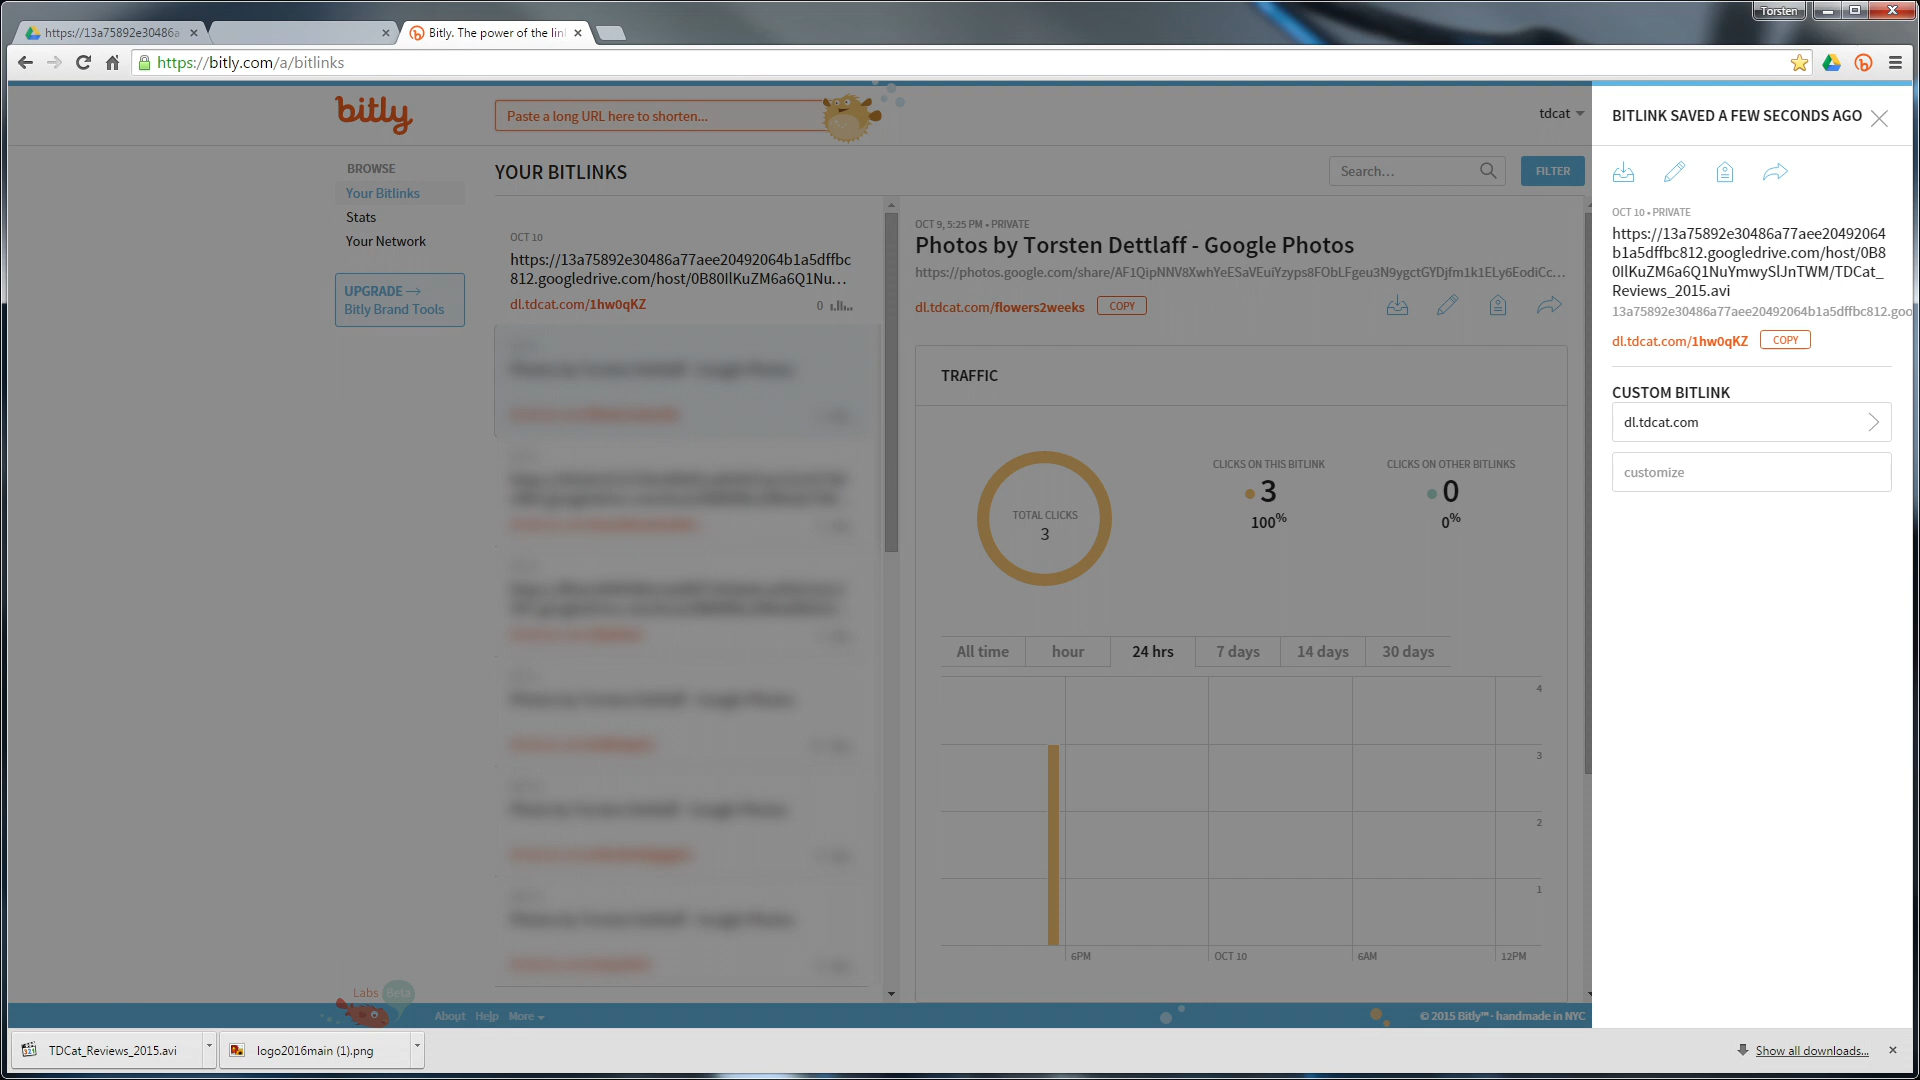 Torsten
https://13a75892e30486a
Bitly. The power of the lin
https://bitly.com/a/bitlinks
bitly
Paste a long URL here to shorten...
tdcat
BROWSE
Your Bitlinks
Stats
Your Network
UPGRADE →
Bitly Brand Tools
YOUR BITLINKS
Search...
FILTER
OCT 10
https://13a75892e30486a77aee20492064b1a5dffbc
812.googledrive.com/host/0B80IlKuZM6a6Q1Nu...
dl.tdcat.com/1hw0qKZ
0
OCT 9, 5:25 PM • PRIVATE
Photos by Torsten Dettlaff - Google Photos
https://photos.google.com/share/AF1QipNNV8XwhYeESaVEuiYzyps8FObLFgeu3N9ygctGYDjfm1k1ELy6EodiCc...
dl.tdcat.com/flowers2weeks
COPY
TRAFFIC
TOTAL CLICKS
3
CLICKS ON THIS BITLINK
3
100%
CLICKS ON OTHER BITLINKS
0
0%
All time
hour
24 hrs
7 days
14 days
30 days
4
3
2
1
6PM
OCT 10
6AM
12PM
BITLINK SAVED A FEW SECONDS AGO
OCT 10 • PRIVATE
https://13a75892e30486a77aee20492064
b1a5dffbc812.googledrive.com/host/0B8
0IlKuZM6a6Q1NuYmwySlJnTWM/TDCat_
Reviews_2015.avi
13a75892e30486a77aee20492064b1a5dffbc812.goo
dl.tdcat.com/1hw0qKZ
COPY
CUSTOM BITLINK
dl.tdcat.com
customize
Labs Beta
About
Help
More
© 2015 Bitly™ - handmade in NYC
TDCat_Reviews_2015.avi
logo2016main (1).png
Show all downloads...